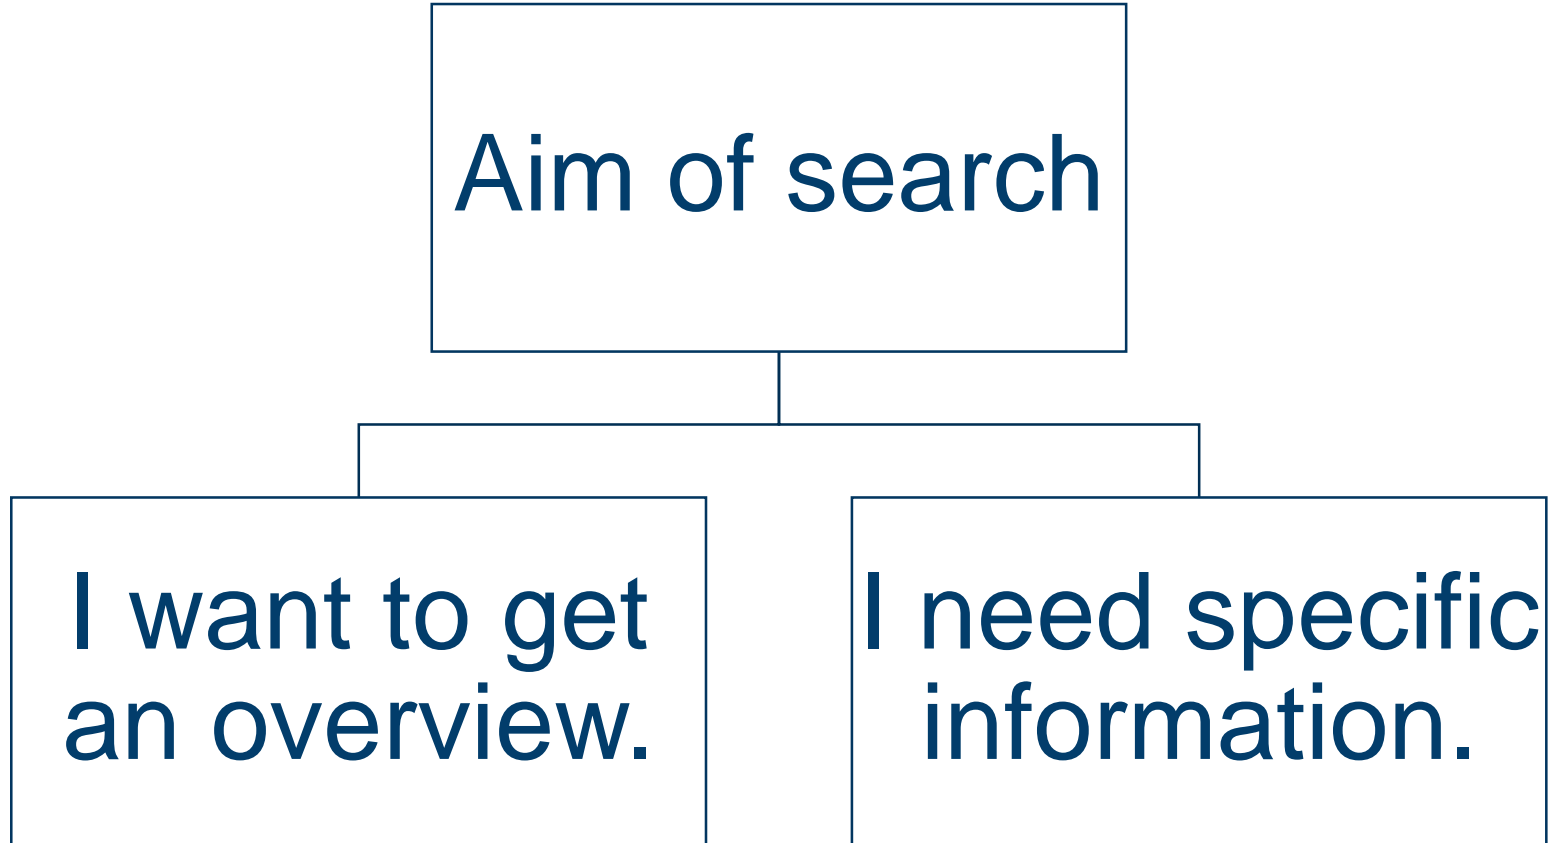 Aim of search
I want to get
an overview.
I need specific
information.